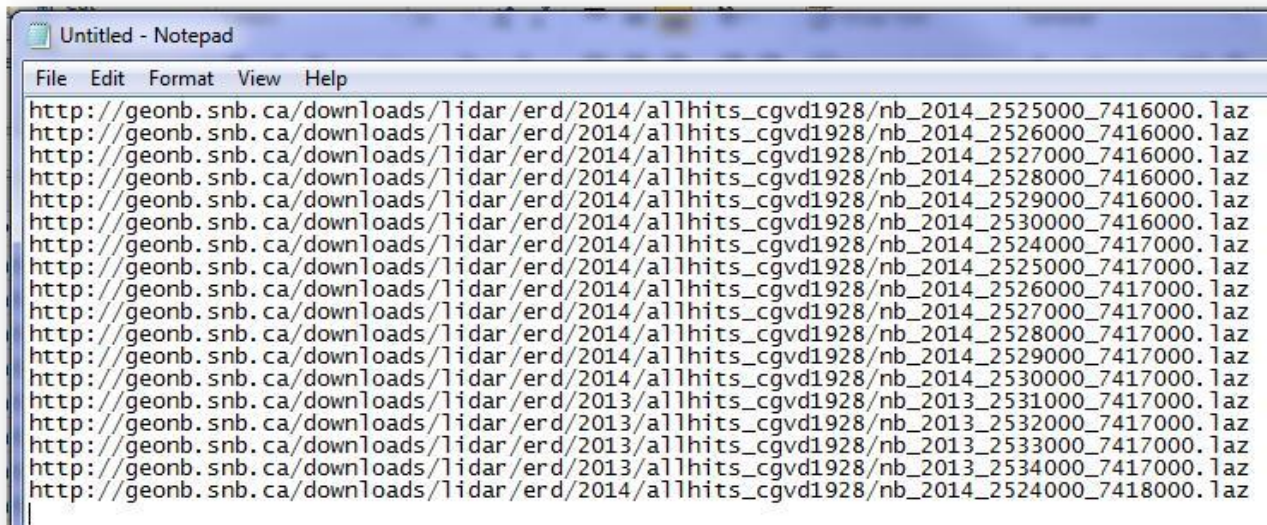 Untitled - Notepad
File Edit Format View Help
http://geonb.snb.ca/downloads/lidar/erd/2014/allhits_cgvd1928/nb_2014_2525000_7416000.laz
http://geonb.snb.ca/downloads/lidar/erd/2014/allhits_cgvd1928/nb_2014_2526000_7416000.laz
http://geonb.snb.ca/downloads/lidar/erd/2014/allhits_cgvd1928/nb_2014_2527000_7416000.laz
http://geonb.snb.ca/downloads/lidar/erd/2014/allhits_cgvd1928/nb_2014_2528000_7416000.laz
http://geonb.snb.ca/downloads/lidar/erd/2014/allhits_cgvd1928/nb_2014_2529000_7416000.laz
http://geonb.snb.ca/downloads/lidar/erd/2014/allhits_cgvd1928/nb_2014_2530000_7416000.laz
http://geonb.snb.ca/downloads/lidar/erd/2014/allhits_cgvd1928/nb_2014_2524000_7417000.laz
http://geonb.snb.ca/downloads/lidar/erd/2014/allhits_cgvd1928/nb_2014_2525000_7417000.laz
http://geonb.snb.ca/downloads/lidar/erd/2014/allhits_cgvd1928/nb_2014_2526000_7417000.laz
http://geonb.snb.ca/downloads/lidar/erd/2014/allhits_cgvd1928/nb_2014_2527000_7417000.laz
http://geonb.snb.ca/downloads/lidar/erd/2014/allhits_cgvd1928/nb_2014_2528000_7417000.laz
http://geonb.snb.ca/downloads/lidar/erd/2014/allhits_cgvd1928/nb_2014_2529000_7417000.laz
http://geonb.snb.ca/downloads/lidar/erd/2014/allhits_cgvd1928/nb_2014_2530000_7417000.laz
http://geonb.snb.ca/downloads/lidar/erd/2013/allhits_cgvd1928/nb_2013_2531000_7417000.laz
http://geonb.snb.ca/downloads/lidar/erd/2013/allhits_cgvd1928/nb_2013_2532000_7417000.laz
http://geonb.snb.ca/downloads/lidar/erd/2013/allhits_cgvd1928/nb_2013_2533000_7417000.laz
http://geonb.snb.ca/downloads/lidar/erd/2013/allhits_cgvd1928/nb_2013_2534000_7417000.laz
http://geonb.snb.ca/downloads/lidar/erd/2014/allhits_cgvd1928/nb_2014_2524000_7418000.laz